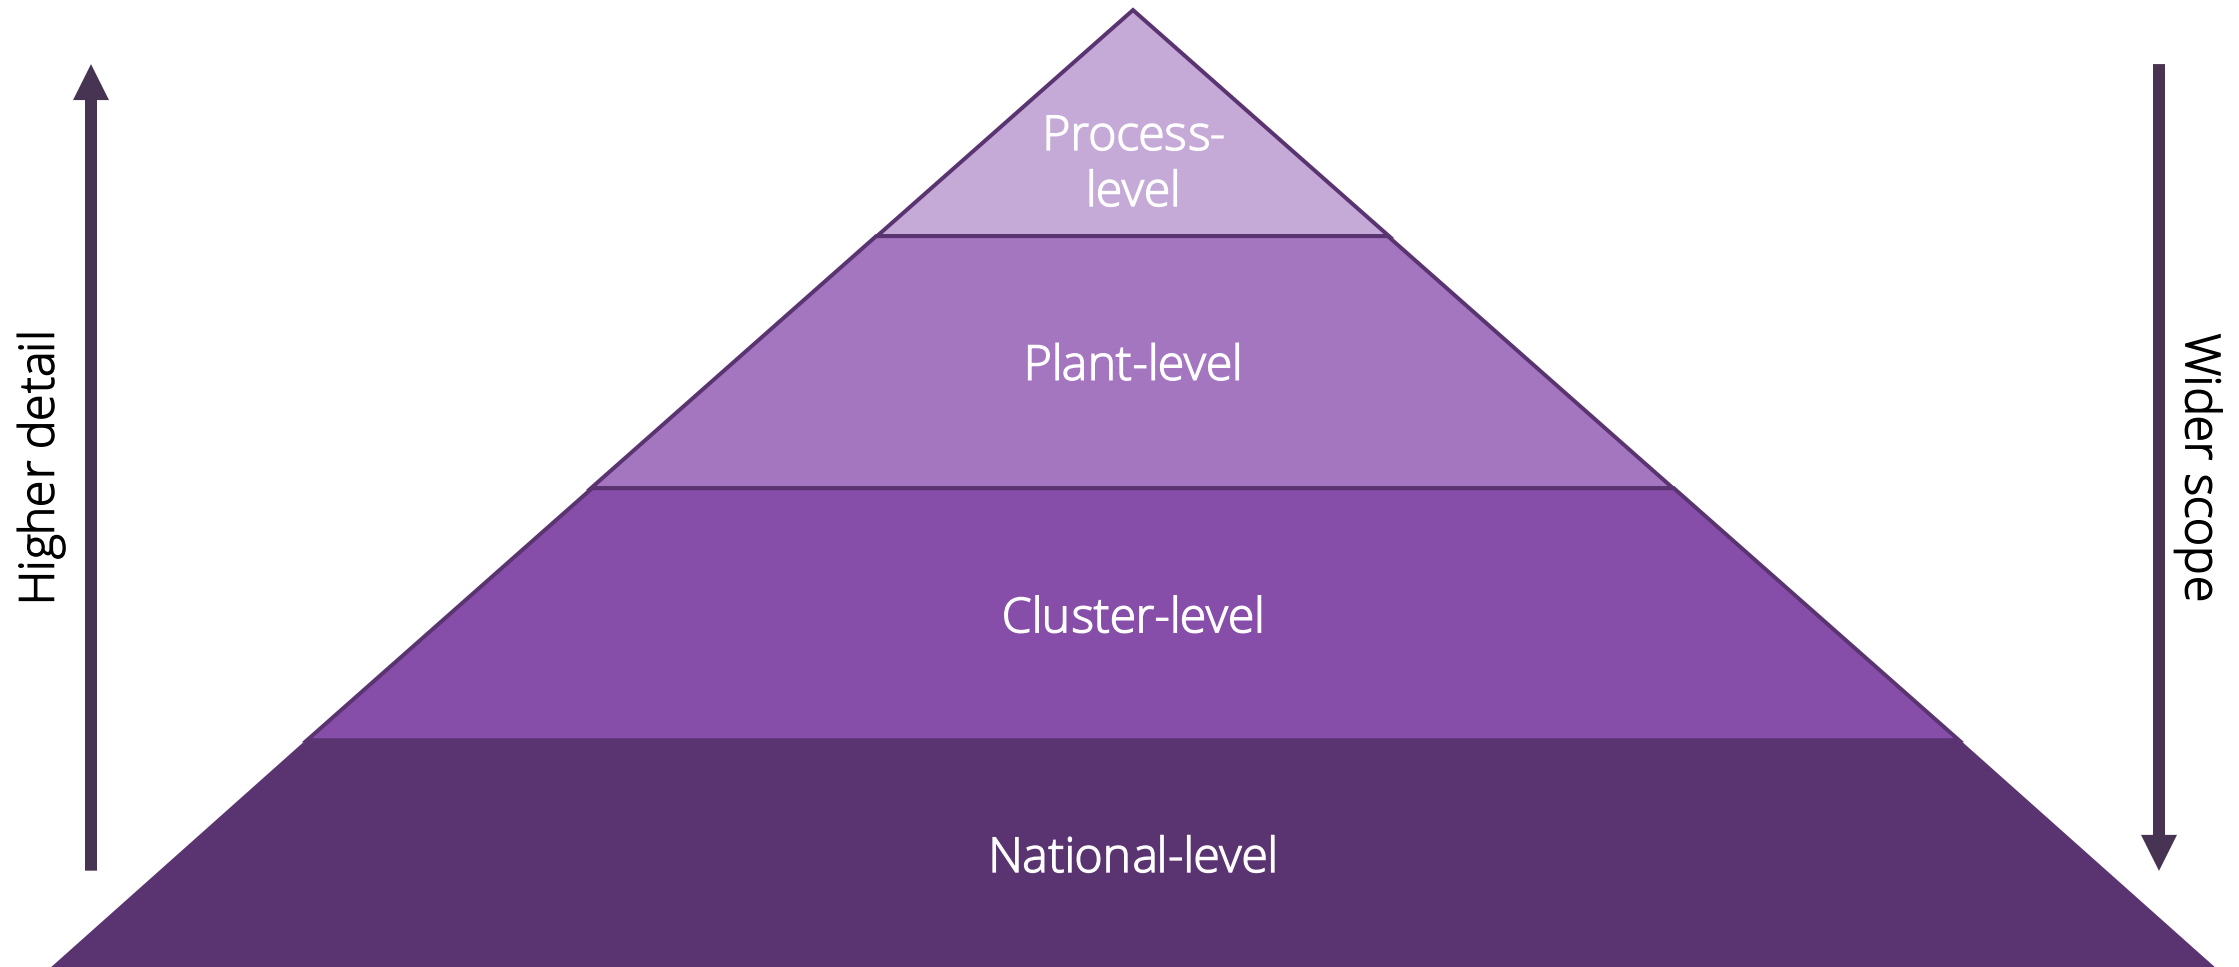 Process-
level
Plant-level
Cluster-level
National-level
Higher detail
Wider scope